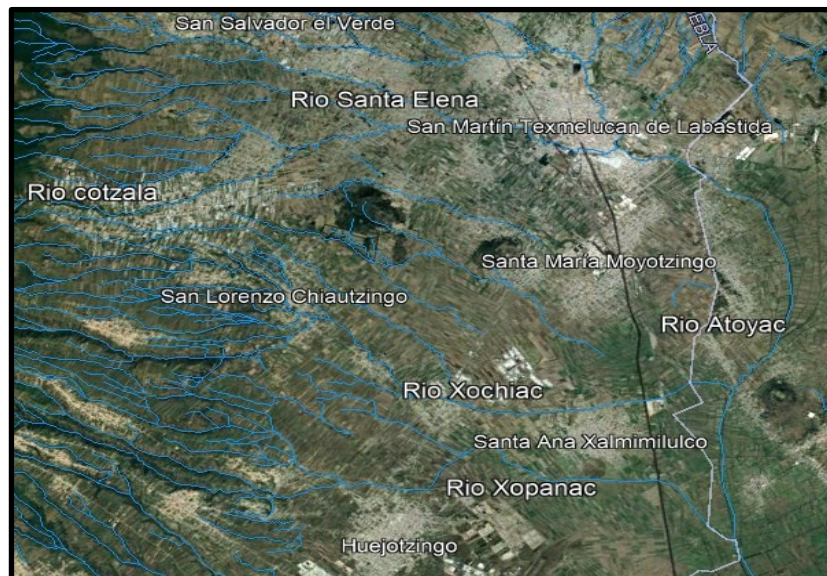 San Salvador el Verde
Rio Santa Elena
San Martín Texmelucan de Labastida
Rio cotzala
Santa María Moyotzingo
San Lorenzo Chiautzingo
Rio Atoyac
Rio Xochiac
Santa Ana Xalmimilulco
Rio Xopanac
Huejotzingo